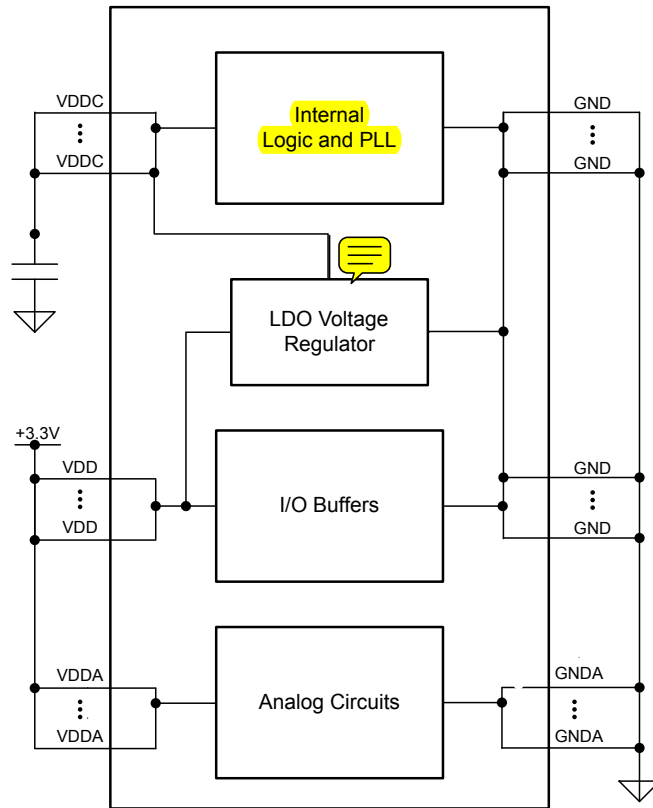 VDDC
VDDC
Internal
Logic and PLL
GND
GND
LDO Voltage
Regulator
+3.3V
VDD
VDD
I/O Buffers
GND
GND
VDDA
VDDA
Analog Circuits
GNDA
GNDA